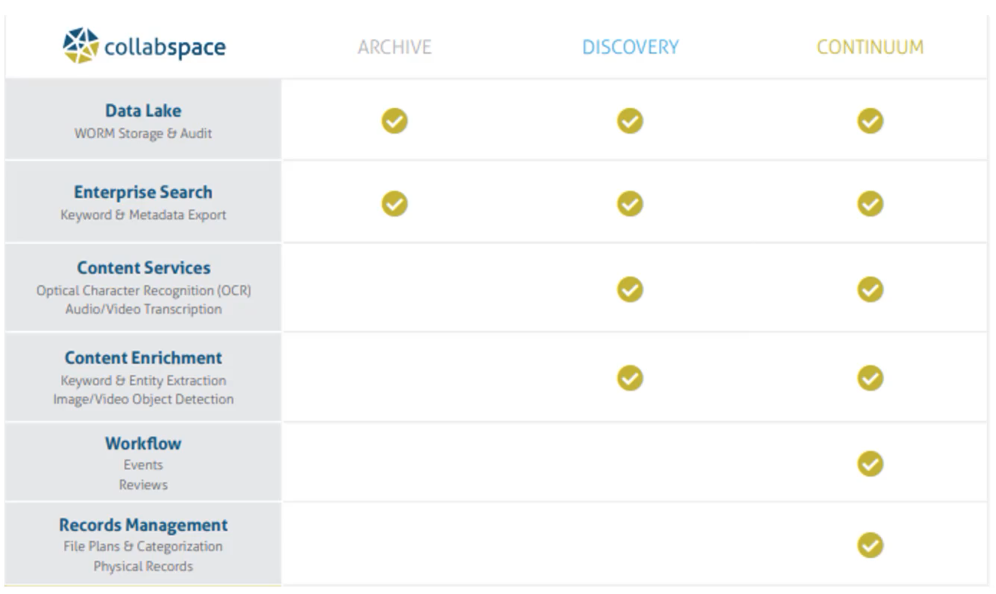 collabspace ARCHIVE DISCOVERY CONTINUUM
Data Lake
WORM Storage & Audit
Enterprise Search
Keyword & Metadata Export
Content Services
Optical Character Recognition (OCR)
Audio/Video Transcription
Content Enrichment
Keyword & Entity Extraction
Image/Video Object Detection
Workflow
Events
Reviews
Records Management
File Plans & Categorization
Physical Records